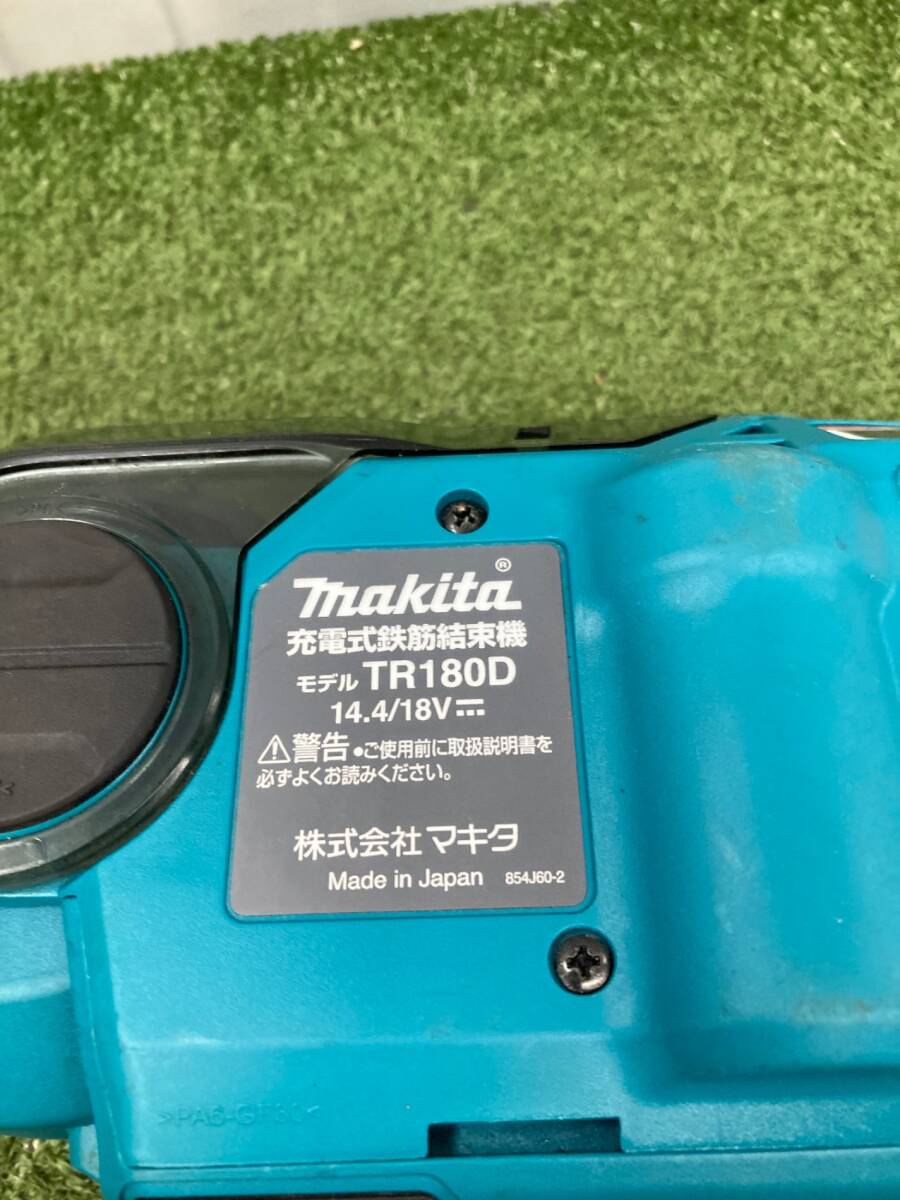 makita®
充電式鉄筋結束機
モデル TR180D
14.4/18V⎓
⚠警告 ●ご使用前に取扱説明書を
必ずよくお読みください。
株式会社 マキタ
Made in Japan 854J60-2
>PA6-GF30<